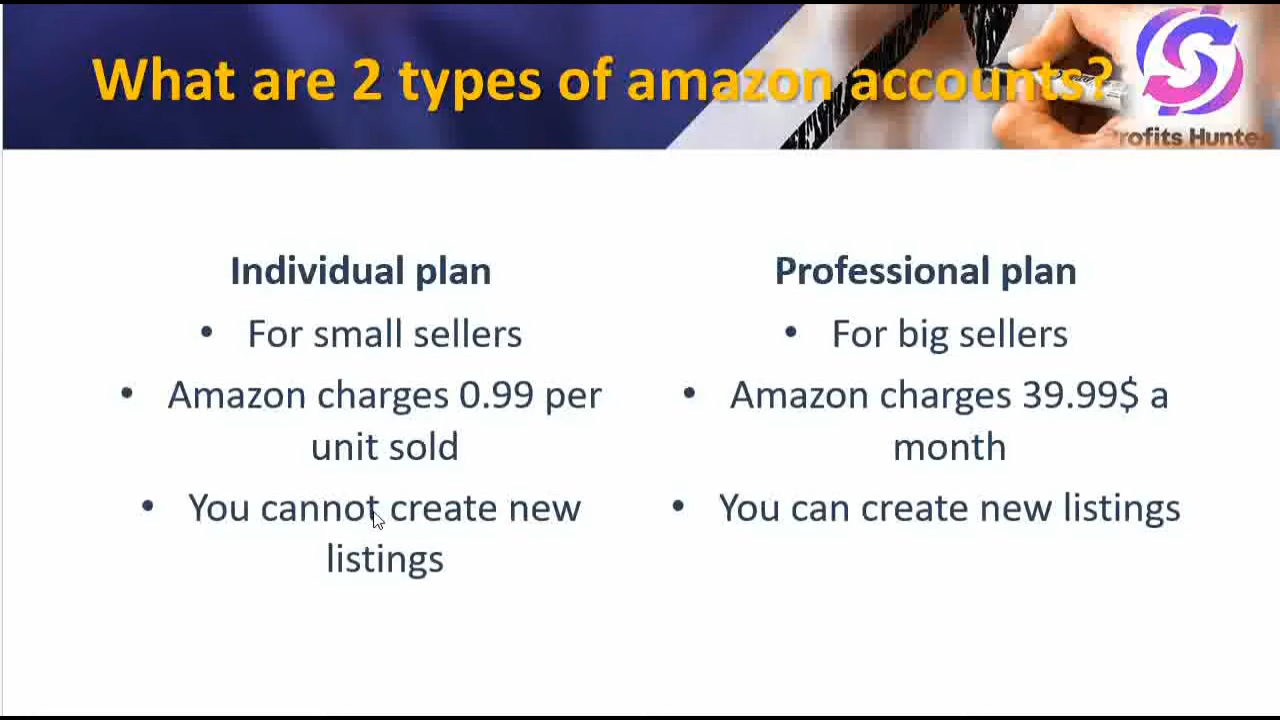 What are 2 types of amazon accounts?
Profits Hunter
Individual plan
• For small sellers
• Amazon charges 0.99 per
unit sold
• You cannot create new
listings
Professional plan
• For big sellers
• Amazon charges 39.99$ a
month
• You can create new listings